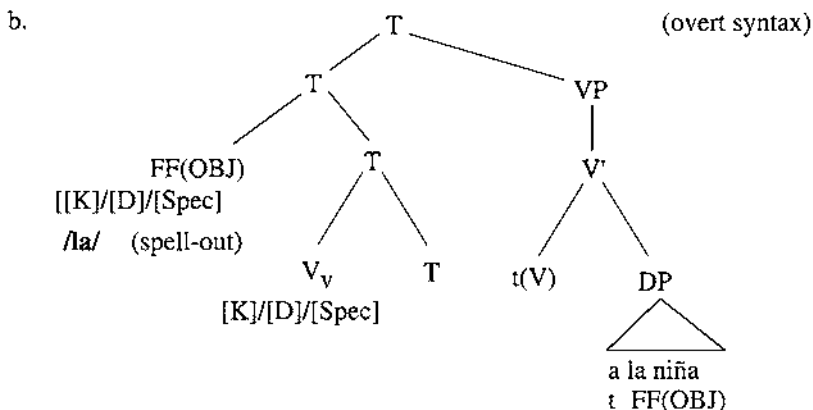 b. T (overt syntax)
T VP
FF(OBJ) T V'
[[K]/[D]/[Spec]
/la/ (spell-out)
V_v T t(V) DP
[K]/[D]/[Spec]
a la niña
t FF(OBJ)